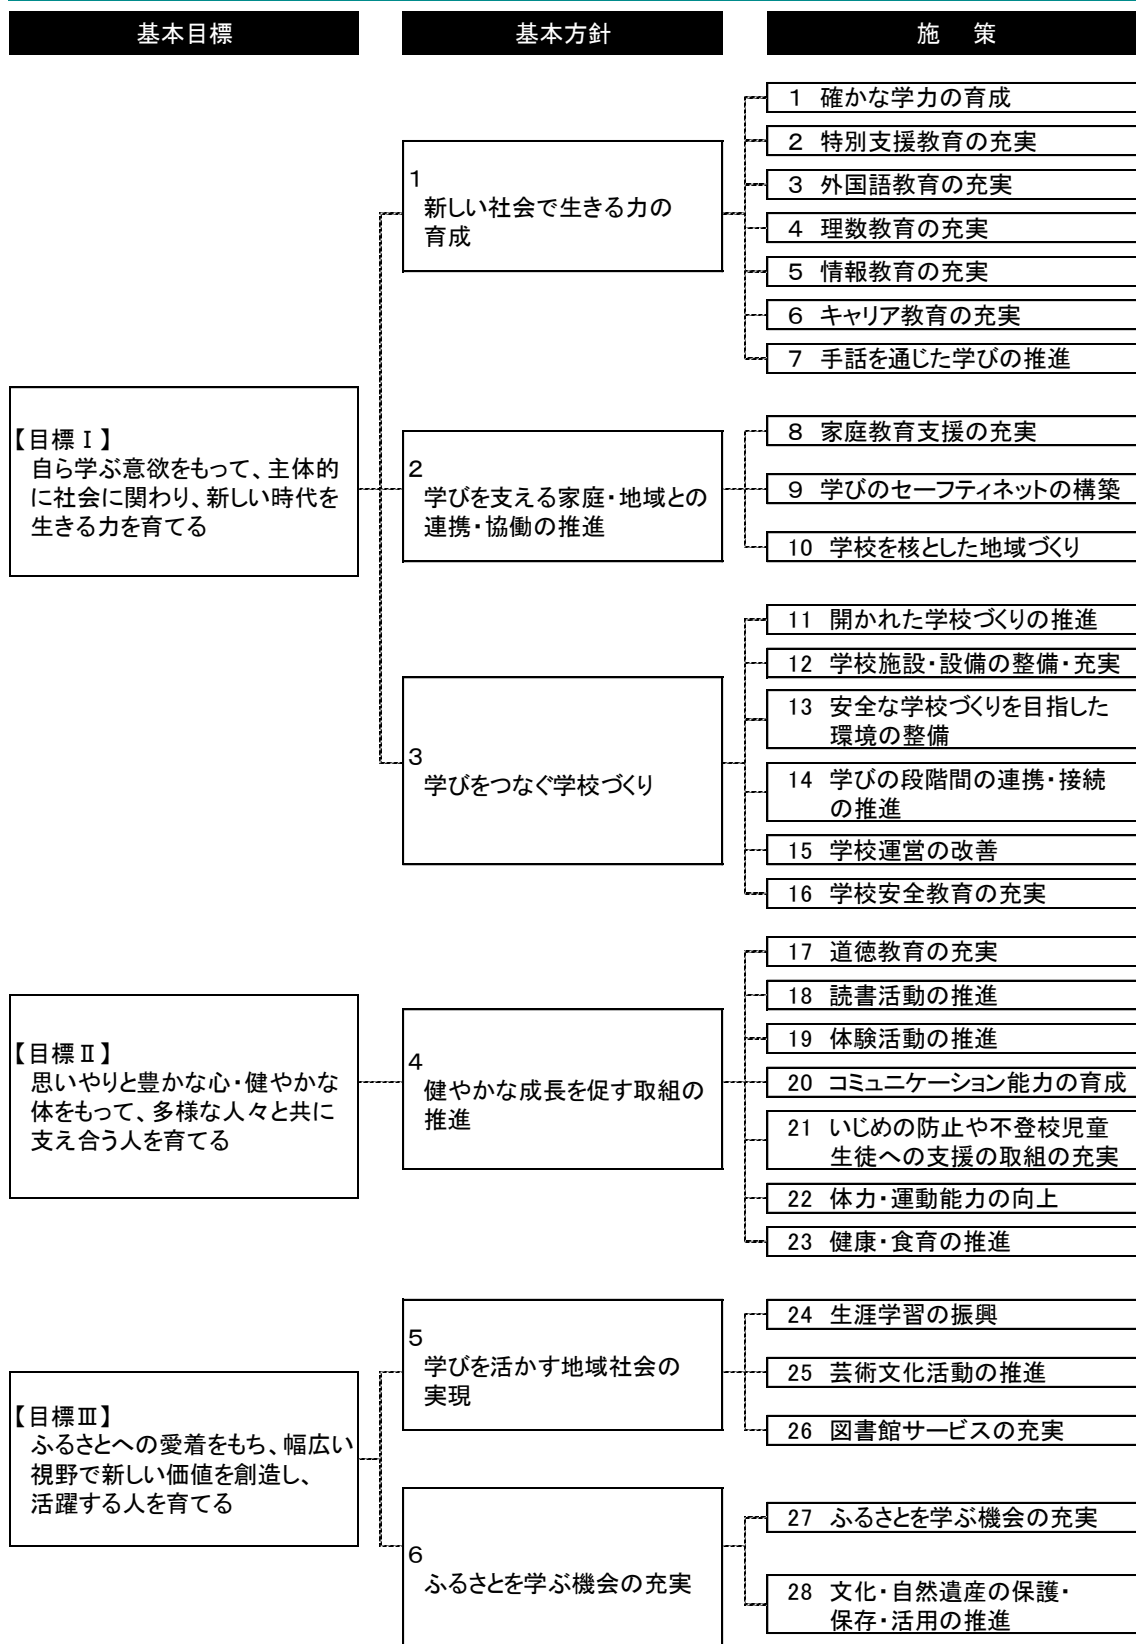 基本目標
基本方針
施　策
【目標Ⅰ】
自ら学ぶ意欲をもって、主体的
に社会に関わり、新しい時代を
生きる力を育てる
1
新しい社会で生きる力の
育成
1 確かな学力の育成
2 特別支援教育の充実
3 外国語教育の充実
4 理数教育の充実
5 情報教育の充実
6 キャリア教育の充実
7 手話を通じた学びの推進
2
学びを支える家庭・地域との
連携・協働の推進
8 家庭教育支援の充実
9 学びのセーフティネットの構築
10 学校を核とした地域づくり
3
学びをつなぐ学校づくり
11 開かれた学校づくりの推進
12 学校施設・設備の整備・充実
13 安全な学校づくりを目指した
環境の整備
14 学びの段階間の連携・接続
の推進
15 学校運営の改善
16 学校安全教育の充実
【目標Ⅱ】
思いやりと豊かな心・健やかな
体をもって、多様な人々と共に
支え合う人を育てる
4
健やかな成長を促す取組の
推進
17 道徳教育の充実
18 読書活動の推進
19 体験活動の推進
20 コミュニケーション能力の育成
21 いじめの防止や不登校児童
生徒への支援の取組の充実
22 体力・運動能力の向上
23 健康・食育の推進
【目標Ⅲ】
ふるさとへの愛着をもち、幅広い
視野で新しい価値を創造し、
活躍する人を育てる
5
学びを活かす地域社会の
実現
24 生涯学習の振興
25 芸術文化活動の推進
26 図書館サービスの充実
6
ふるさとを学ぶ機会の充実
27 ふるさとを学ぶ機会の充実
28 文化・自然遺産の保護・
保存・活用の推進